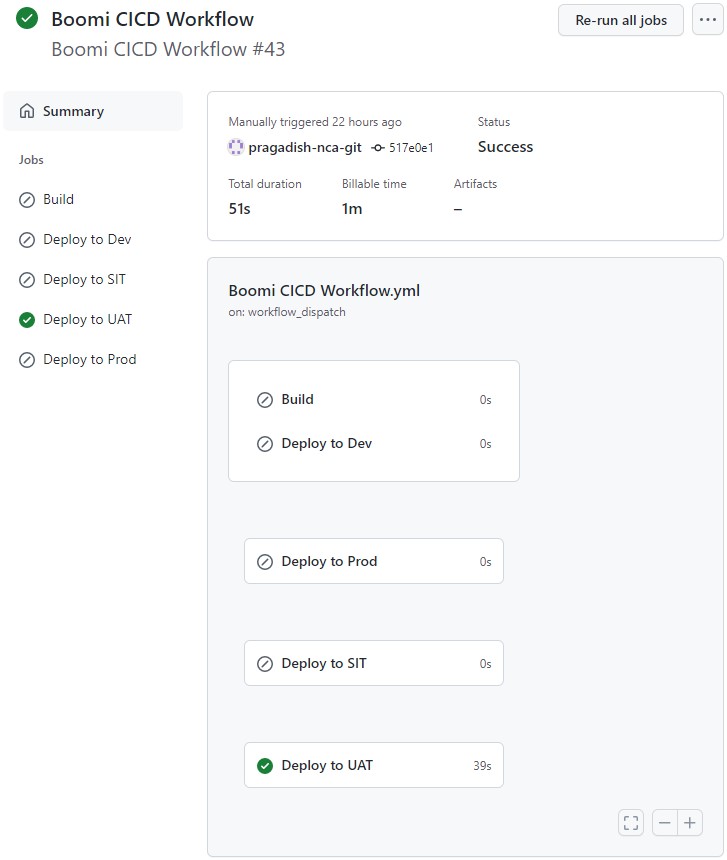 Boomi CICD Workflow
Boomi CICD Workflow #43
Re-run all jobs
Summary
Jobs
Build
Deploy to Dev
Deploy to SIT
Deploy to UAT
Deploy to Prod
Manually triggered 22 hours ago
Status
pragadish-nca-git 517e0e1
Success
Total duration
Billable time
Artifacts
51s
1m
–
Boomi CICD Workflow.yml
on: workflow_dispatch
Build 0s
Deploy to Dev 0s
Deploy to Prod 0s
Deploy to SIT 0s
Deploy to UAT 39s